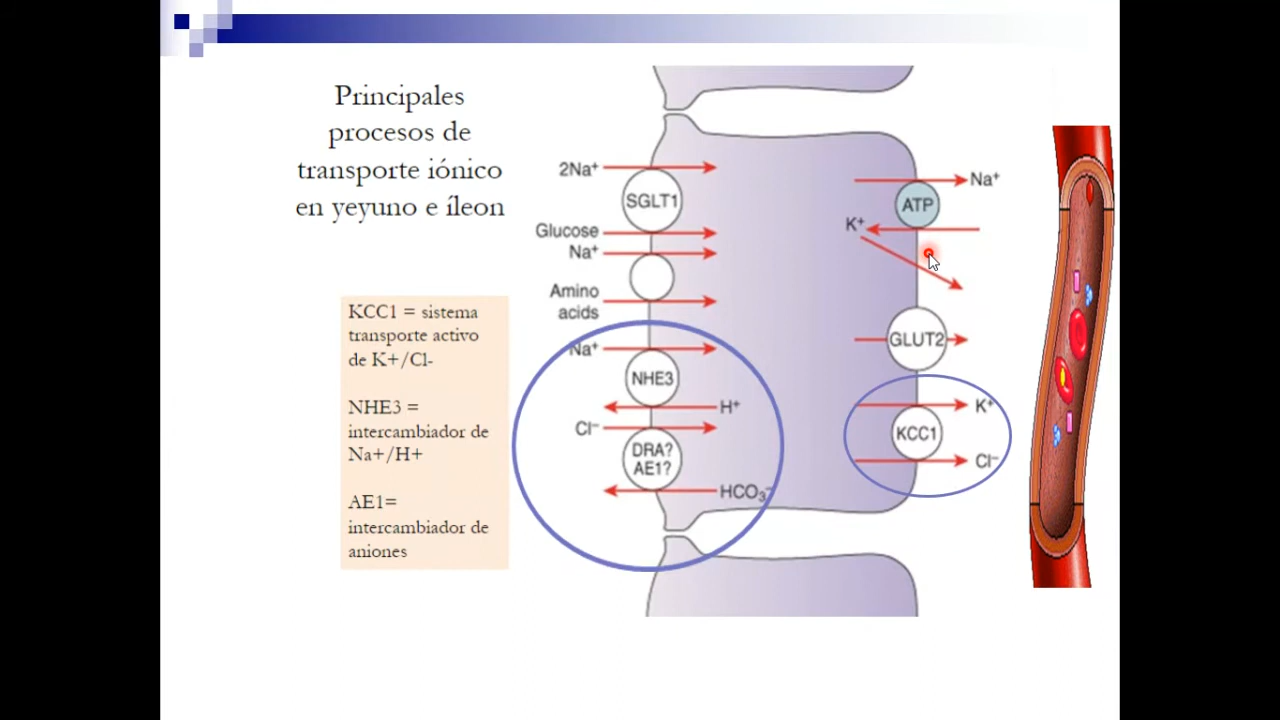 Principales
procesos de
transporte iónico
en yeyuno e íleon
KCC1 = sistema
transporte activo
de K+/Cl-
NHE3 =
intercambiador de
Na+/H+
AE1=
intercambiador de
aniones
2Na⁺
SGLT1
Glucose
Na⁺
Amino
acids
Na⁺
NHE3
H⁺
Cl⁻
DRA?
AE1?
HCO₃⁻
Na⁺
ATP
K⁺
GLUT2
K⁺
KCC1
Cl⁻